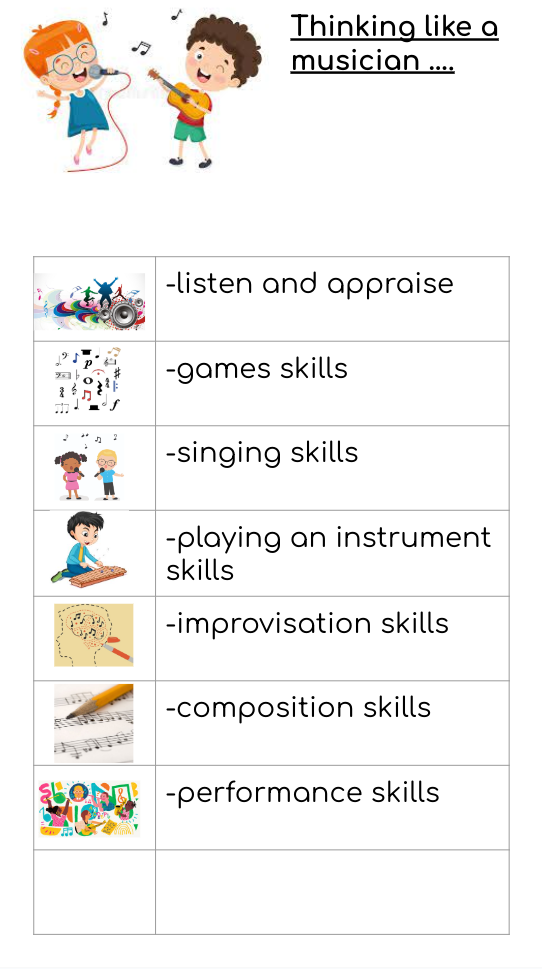 Thinking like a
musician ....
-listen and appraise
-games skills
-singing skills
-playing an instrument
skills
-improvisation skills
-composition skills
-performance skills